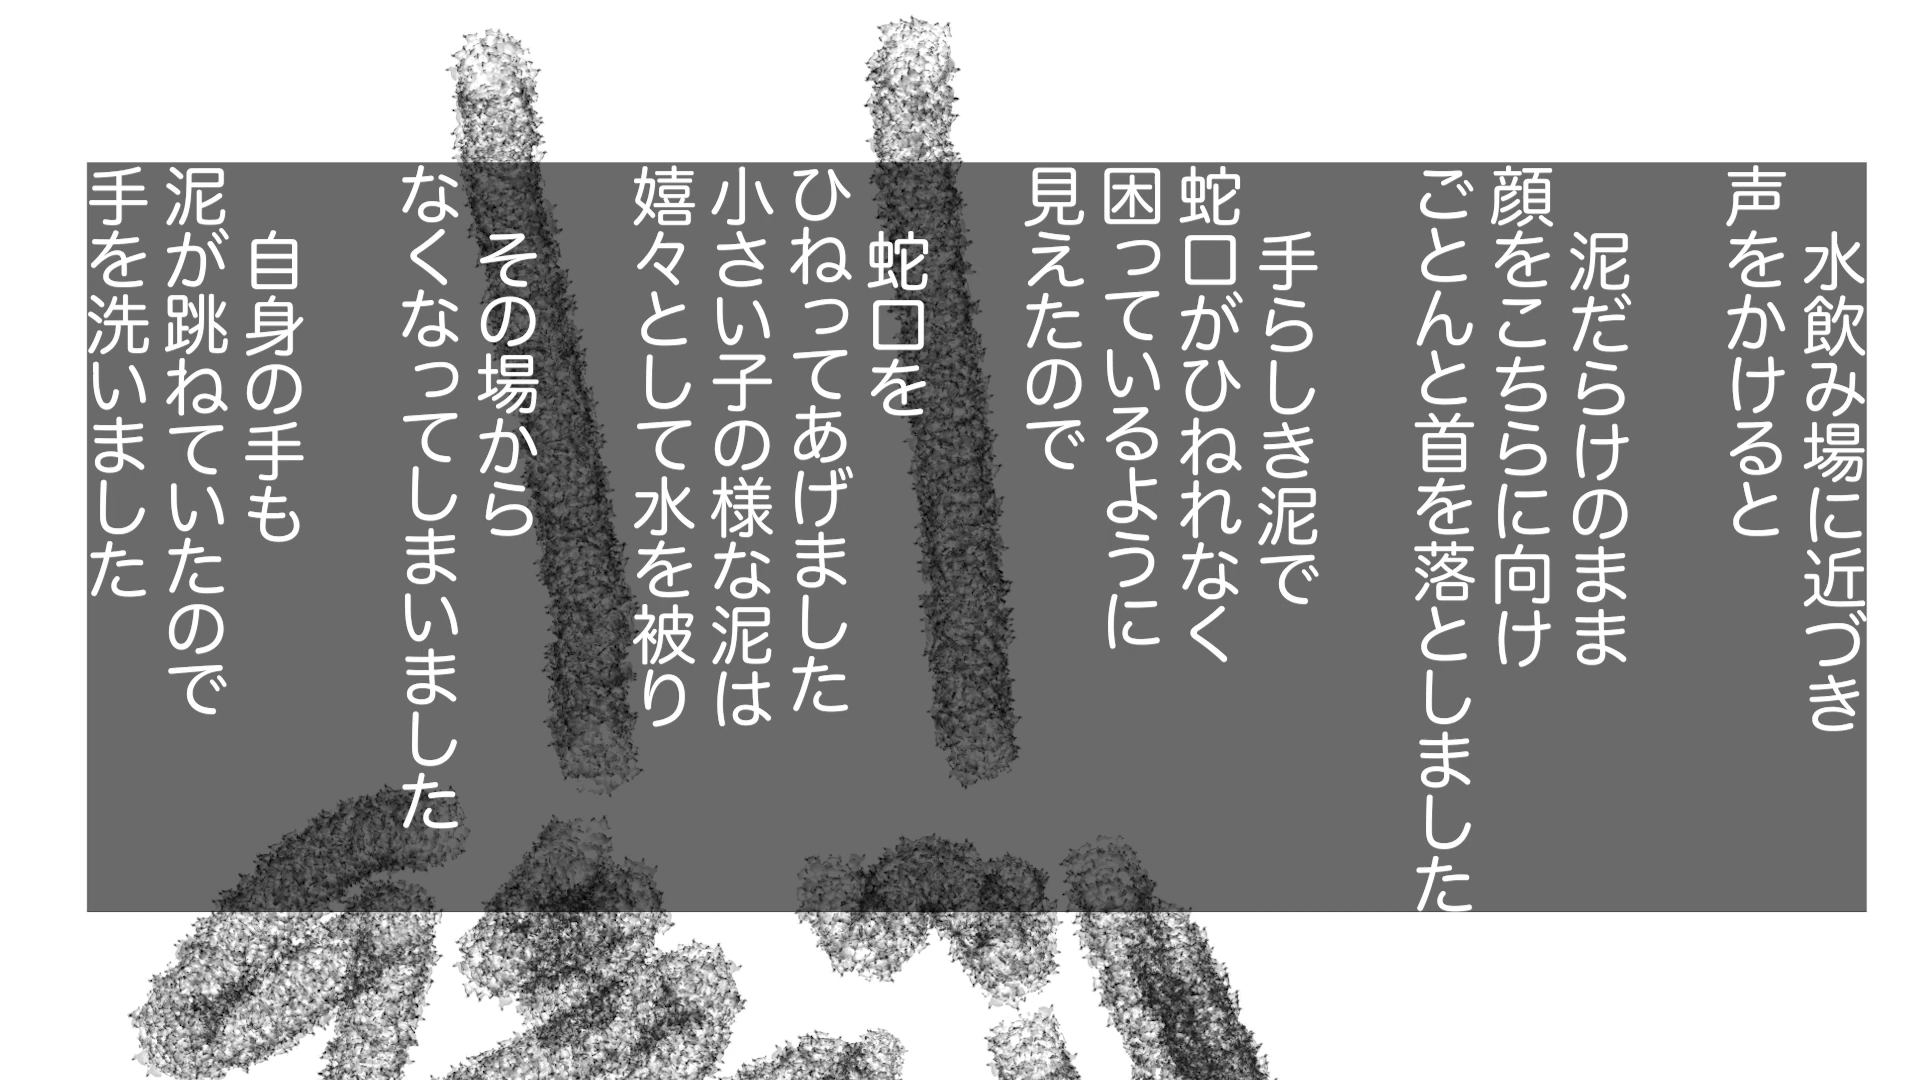 水飲み場に近づき
声をかけると
泥だらけのまま
顔をこちらに向け
ごとんと首を落としました
手らしき泥で
蛇口がひねれなく
困っているように
見えたので
蛇口を
ひねってあげました
小さい子の様な泥は
嬉々として水を被り
その場から
なくなってしまいました
自身の手も
泥が跳ねていたので
手を洗いました